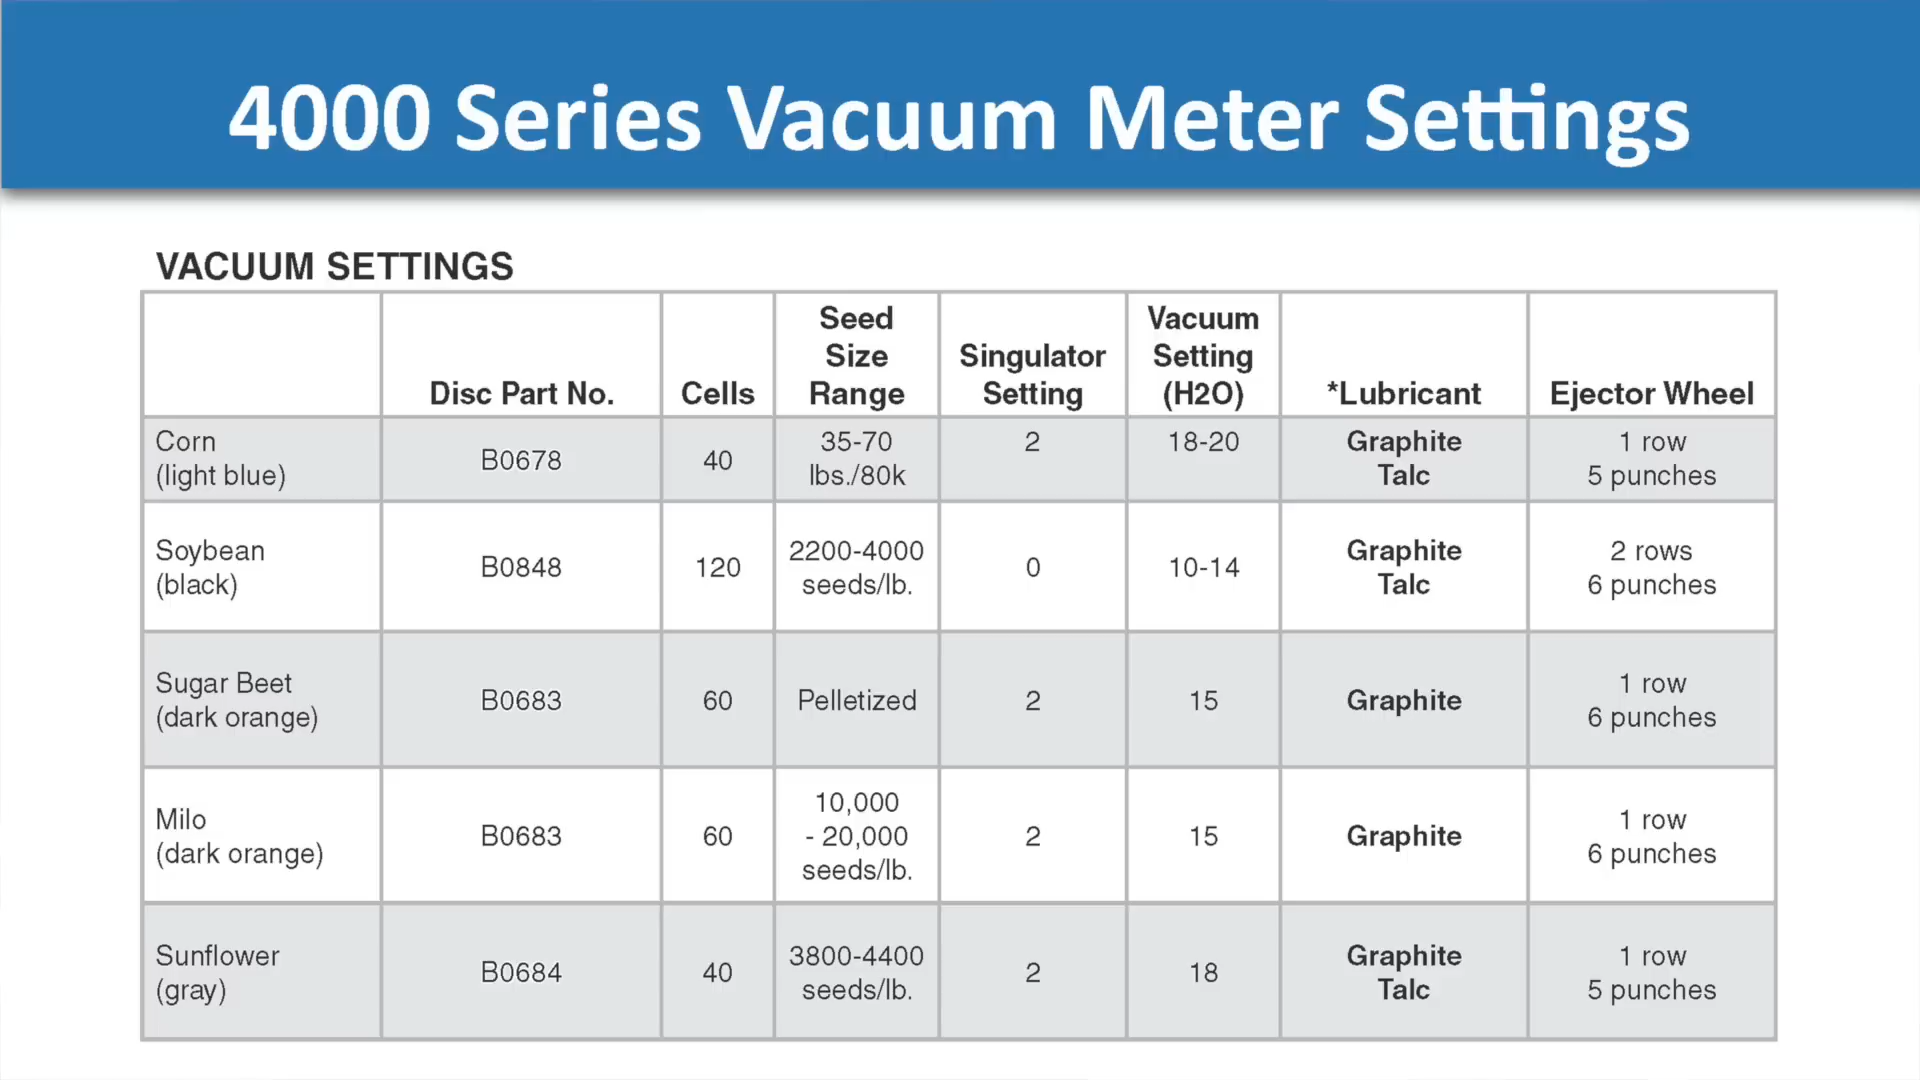 4000 Series Vacuum Meter Settings
VACUUM SETTINGS
Disc Part No.
Cells
Seed
Size
Range
Singulator
Setting
Vacuum
Setting
(H2O)
*Lubricant
Ejector Wheel
Corn
(light blue)
B0678
40
35-70
lbs./80k
2
18-20
Graphite
Talc
1 row
5 punches
Soybean
(black)
B0848
120
2200-4000
seeds/lb.
0
10-14
Graphite
Talc
2 rows
6 punches
Sugar Beet
(dark orange)
B0683
60
Pelletized
2
15
Graphite
1 row
6 punches
Milo
(dark orange)
B0683
60
10,000
- 20,000
seeds/lb.
2
15
Graphite
1 row
6 punches
Sunflower
(gray)
B0684
40
3800-4400
seeds/lb.
2
18
Graphite
Talc
1 row
5 punches